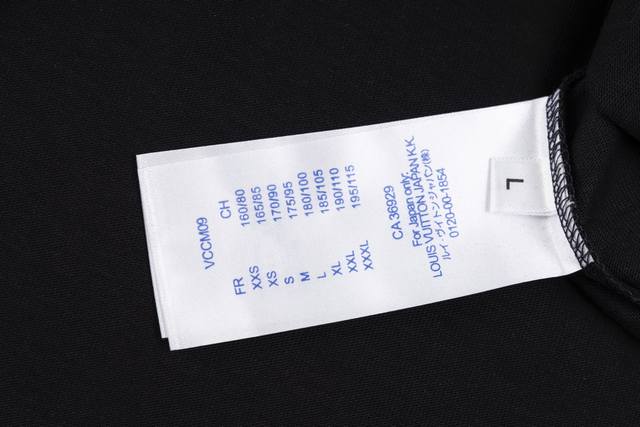 VCCM09
FR CH
XXS 160/80
XS 165/85
S 170/90
M 175/95
L 180/100
XL 185/105
XXL 190/110
XXXL 195/115
CA 36929
For Japan only:
LOUIS VUITTON JAPAN K.K.
ルイ・ヴィトンジャパン(株)
0120-00-1854
L